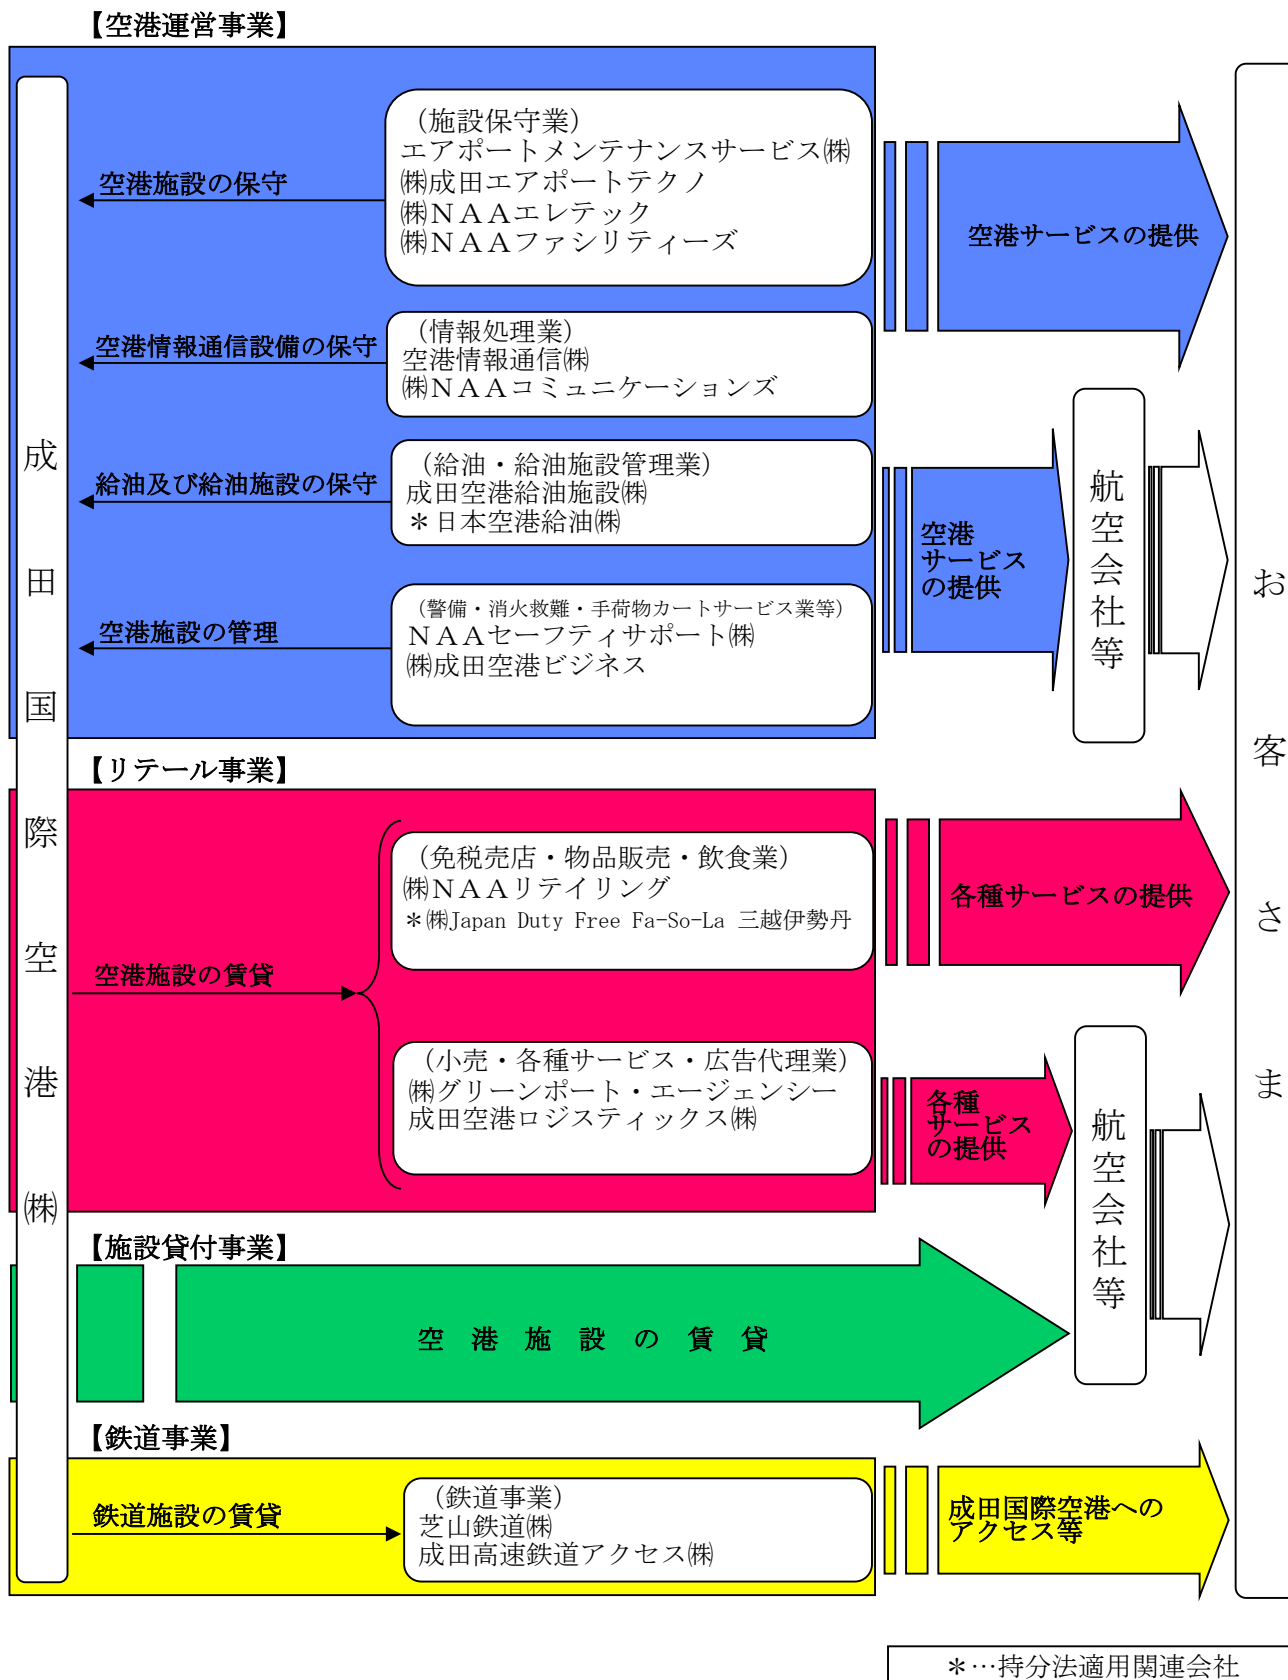 【空港運営事業】
成田国際空港㈱
空港施設の保守
（施設保守業）
エアポートメンテナンスサービス㈱
㈱成田エアポートテクノ
㈱ＮＡＡエレテック
㈱ＮＡＡファシリティーズ
空港サービスの提供
空港情報通信設備の保守
（情報処理業）
空港情報通信㈱
㈱ＮＡＡコミュニケーションズ
給油及び給油施設の保守
（給油・給油施設管理業）
成田空港給油施設㈱
＊日本空港給油㈱
空港
サービス
の提供
航空会社等
お客さま
空港施設の管理
（警備・消火救難・手荷物カートサービス業等）
ＮＡＡセーフティサポート㈱
㈱成田空港ビジネス
【リテール事業】
空港施設の賃貸
（免税売店・物品販売・飲食業）
㈱ＮＡＡリテイリング
＊㈱Japan Duty Free Fa-So-La 三越伊勢丹
各種サービスの提供
（小売・各種サービス・広告代理業）
㈱グリーンポート・エージェンシー
成田空港ロジスティックス㈱
各種
サービス
の提供
航空会社等
【施設貸付事業】
空港施設の賃貸
【鉄道事業】
鉄道施設の賃貸
（鉄道事業）
芝山鉄道㈱
成田高速鉄道アクセス㈱
成田国際空港への
アクセス等
＊…持分法適用関連会社